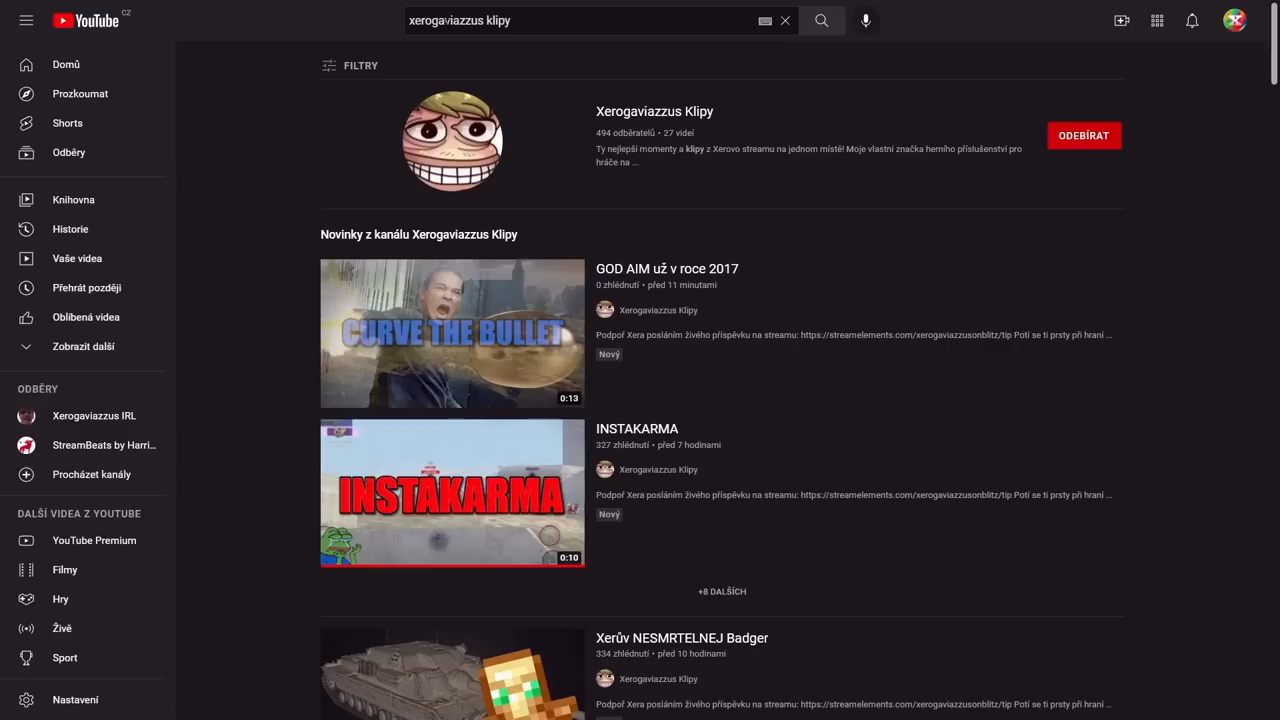 YouTube CZ
xerogaviazzus klipy
Domů
Prozkoumat
Shorts
Odběry
Knihovna
Historie
Vaše videa
Přehrát později
Oblíbená videa
Zobrazit další
ODBĚRY
Xerogaviazzus IRL
StreamBeats by Harri...
Procházet kanály
DALŠÍ VIDEA Z YOUTUBE
YouTube Premium
Filmy
Hry
Živě
Sport
Nastavení
FILTRY
Xerogaviazzus Klipy
494 odběratelů • 27 videí
Ty nejlepší momenty a klipy z Xerovo streamu na jednom místě! Moje vlastní značka herního příslušenství pro
hráče na ...
ODEBÍRAT
Novinky z kanálu Xerogaviazzus Klipy
CURVE THE BULLET
0:13
GOD AIM už v roce 2017
0 zhlédnutí • před 11 minutami
Xerogaviazzus Klipy
Podpoř Xera posláním živého příspěvku na streamu: https://streamelements.com/xerogaviazzusonblitz/tip Potí se ti prsty při hraní ...
Nový
INSTAKARMA
0:10
INSTAKARMA
327 zhlédnutí • před 7 hodinami
Xerogaviazzus Klipy
Podpoř Xera posláním živého příspěvku na streamu: https://streamelements.com/xerogaviazzusonblitz/tip Potí se ti prsty při hraní ...
Nový
+8 DALŠÍCH
Xerův NESMRTELNEJ Badger
334 zhlédnutí • před 10 hodinami
Xerogaviazzus Klipy
Podpoř Xera posláním živého příspěvku na streamu: https://streamelements.com/xerogaviazzusonblitz/tip Potí se ti prsty při hraní ...